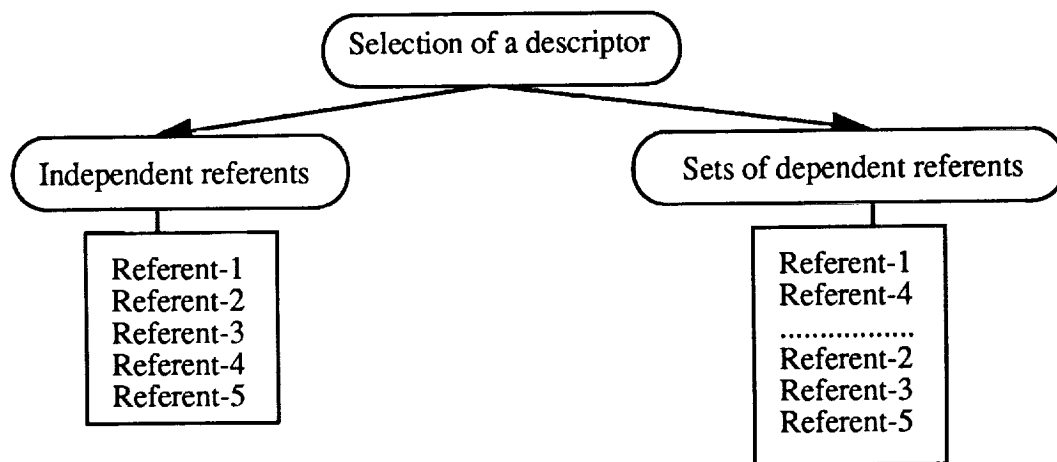 Selection of a descriptor
Independent referents
Sets of dependent referents
Referent-1
Referent-2
Referent-3
Referent-4
Referent-5
Referent-1
Referent-4
..................
Referent-2
Referent-3
Referent-5